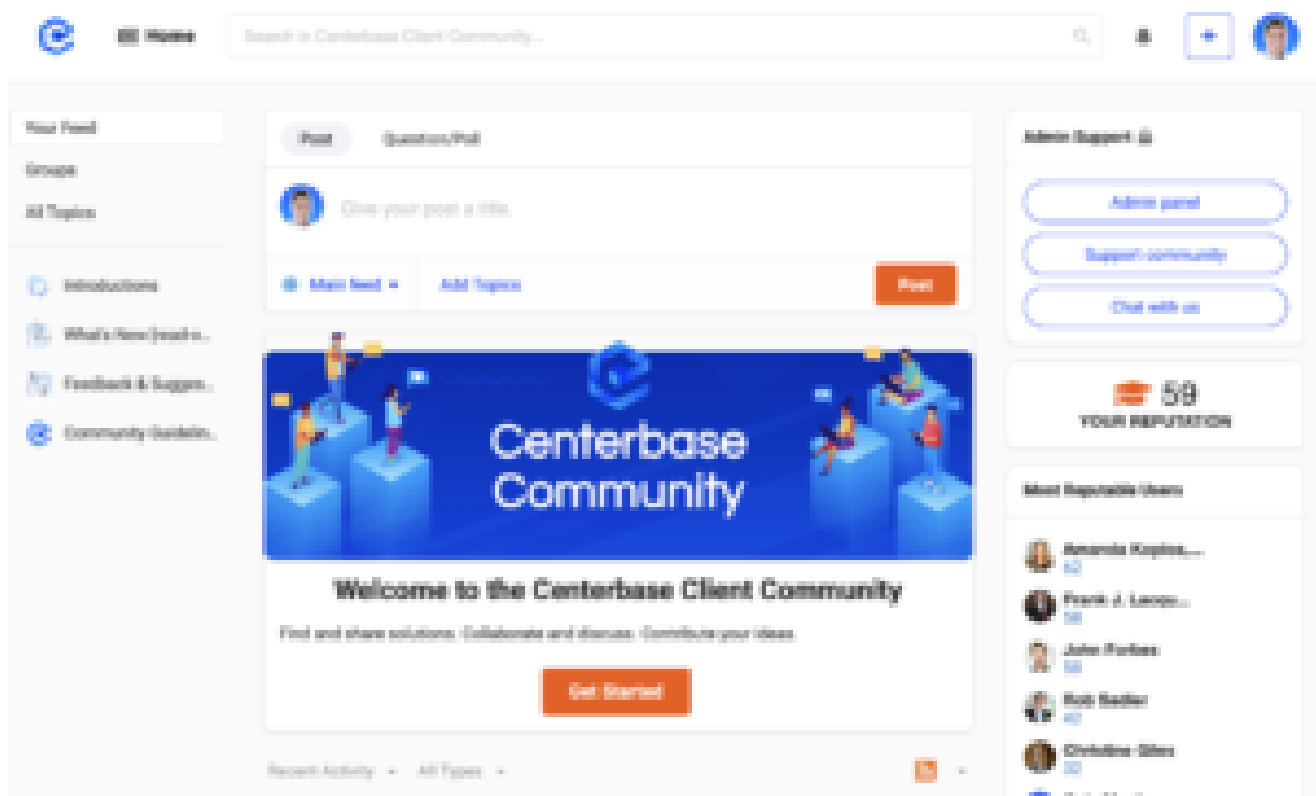 Home
Search in Centerbase Client Community...
Your Feed
Groups
All Topics
Introductions
What's New (read-o...
Feedback & Sugges...
Community Guidelin...
Post
Question/Poll
Give your post a title.
Main feed
Add Topics
Post
Centerbase
Community
Welcome to the Centerbase Client Community
Find and share solutions. Collaborate and discuss. Contribute your ideas.
Get Started
Recent Activity
All Types
Admin Support
Admin panel
Support community
Chat with us
59
YOUR REPUTATION
Most Reputable Users
Amanda
62
Frank J.
John Forbes
Rob Sadler
Christine Giles
32